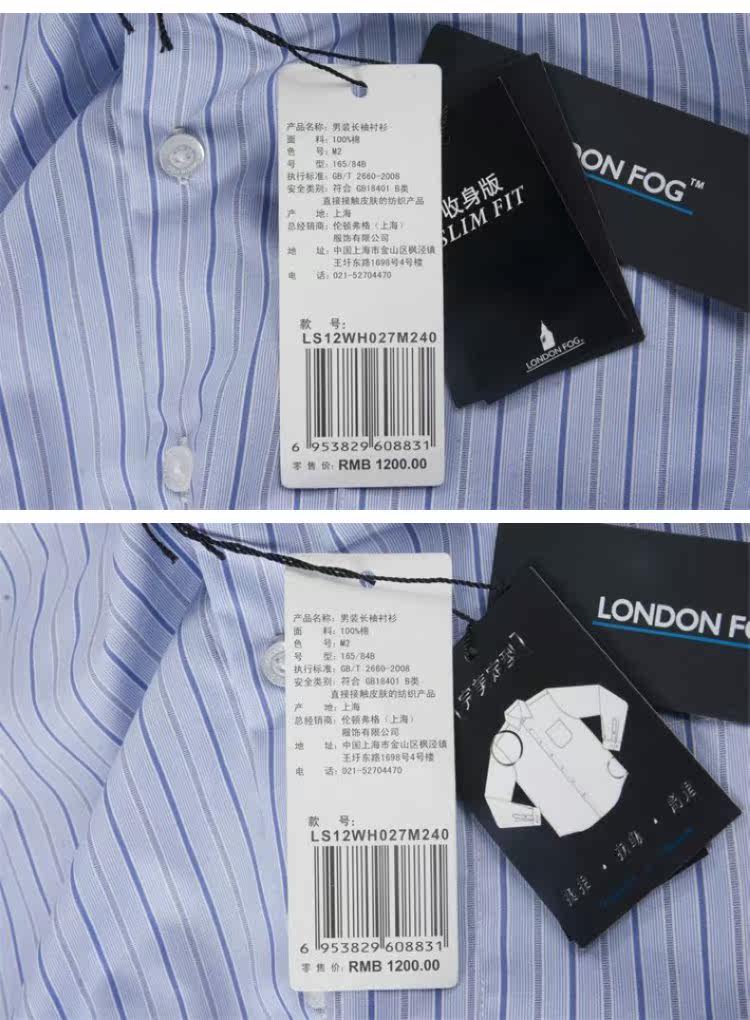 产品名称：男装长袖衬衫
面 料：100%棉
色 号：M2
号 型：165/84B
执行标准：GB/T 2660-2008
安全类别：符合 GB18401 B类
直接接触皮肤的纺织产品
产 地：上海
总经销商：伦顿弗格（上海）
服饰有限公司
地 址：中国上海市金山区枫泾镇
王圩东路1698号4号楼
电 话：021-52704470
款 号：
LS12WH027M240
6 953829 608831
零 售 价：RMB 1200.00
收身版
SLIM FIT
LONDON FOG
DON FOG™
产品名称：男装长袖衬衫
面 料：100%棉
色 号：M2
号 型：165/84B
执行标准：GB/T 2660-2008
安全类别：符合 GB18401 B类
直接接触皮肤的纺织产品
产 地：上海
总经销商：伦顿弗格（上海）
服饰有限公司
地 址：中国上海市金山区枫泾镇
王圩东路1698号4号楼
电 话：021-52704470
款 号：
LS12WH027M240
6 953829 608831
零 售 价：RMB 1200.00
LONDON F
完美定型